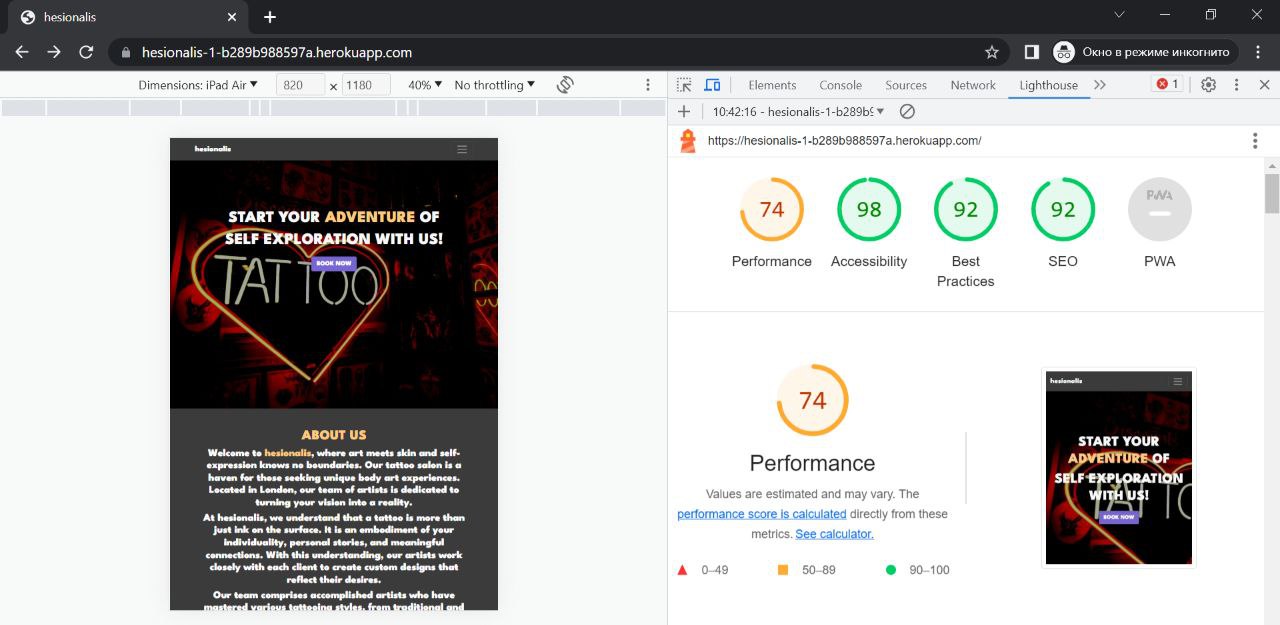 hesionalis
hesionalis-1-b289b988597a.herokuapp.com
Окно в режиме инкогнито
Dimensions: iPad Air ▼ 820 x 1180 40% ▼ No throttling ▼
Elements Console Sources Network Lighthouse 1
10:42:16 - hesionalis-1-b289b9
https://hesionalis-1-b289b988597a.herokuapp.com/
hesionalis
START YOUR ADVENTURE OF
SELF EXPLORATION WITH US!
BOOK NOW
TATTOO
ABOUT US
Welcome to hesionalis, where art meets skin and self-
expression knows no boundaries. Our tattoo salon is a
haven for those seeking unique body art experiences.
Located in London, our team of artists is dedicated to
turning your vision into a reality.
At hesionalis, we understand that a tattoo is more than
just ink on the surface. It is an embodiment of your
individuality, personal stories, and meaningful
connections. With this understanding, our artists work
closely with each client to create custom designs that
reflect their desires.
Our team comprises accomplished artists who have
mastered various tattooing styles, from traditional and
74 98 92 92 PWA
Performance Accessibility Best Practices SEO PWA
74
Performance
Values are estimated and may vary. The
performance score is calculated directly from these
metrics. See calculator.
0–49 50–89 90–100
hesionalis
START YOUR
ADVENTURE OF
SELF EXPLORATION
WITH US!
BOOK NOW